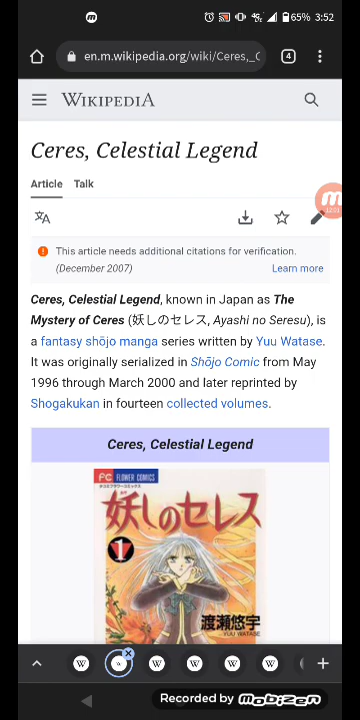 65% 3:52
en.m.wikipedia.org/wiki/Ceres,_C
4
WIKIPEDIA
Ceres, Celestial Legend
Article Talk
This article needs additional citations for verification.
(December 2007) Learn more
Ceres, Celestial Legend, known in Japan as The
Mystery of Ceres (妖しのセレス, Ayashi no Seresu), is
a fantasy shōjo manga series written by Yuu Watase.
It was originally serialized in Shōjo Comic from May
1996 through March 2000 and later reprinted by
Shogakukan in fourteen collected volumes.
Ceres, Celestial Legend
FC FLOWER COMICS
妖しのセレス
1
渡瀬悠宇
YUU WATASE
Recorded by mobizen